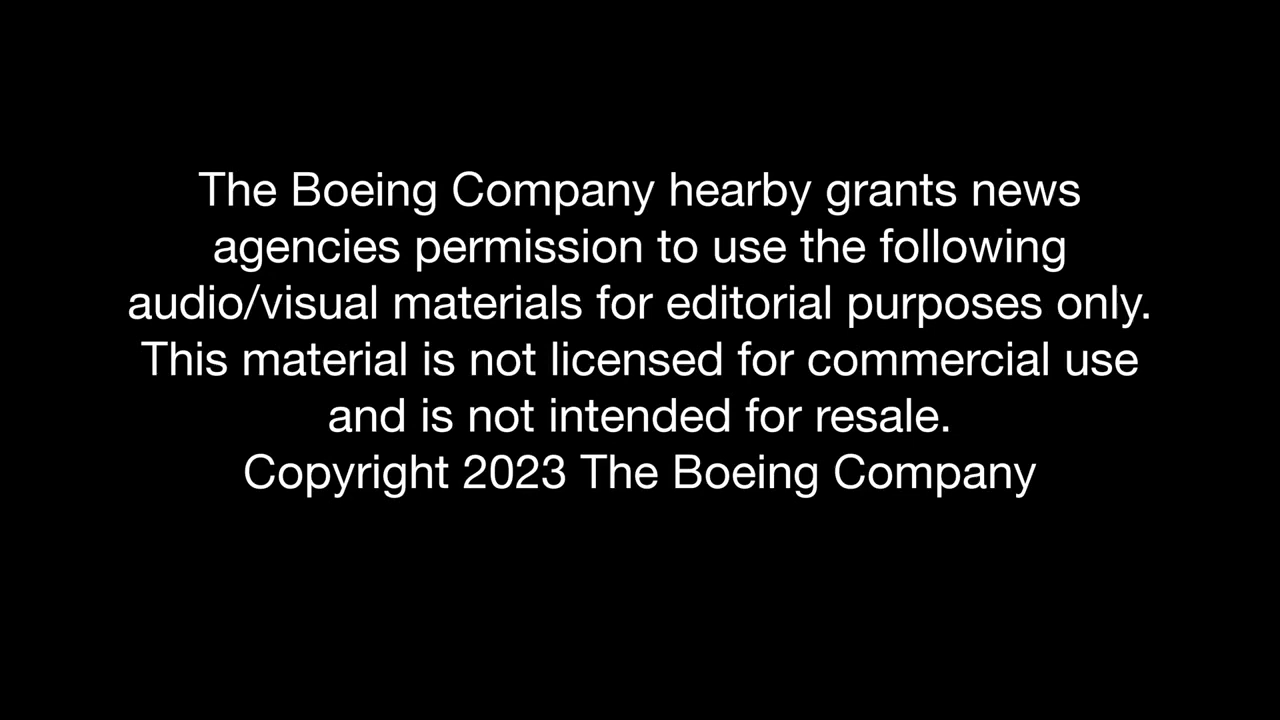 The Boeing Company hearby grants news
agencies permission to use the following
audio/visual materials for editorial purposes only.
This material is not licensed for commercial use
and is not intended for resale.
Copyright 2023 The Boeing Company